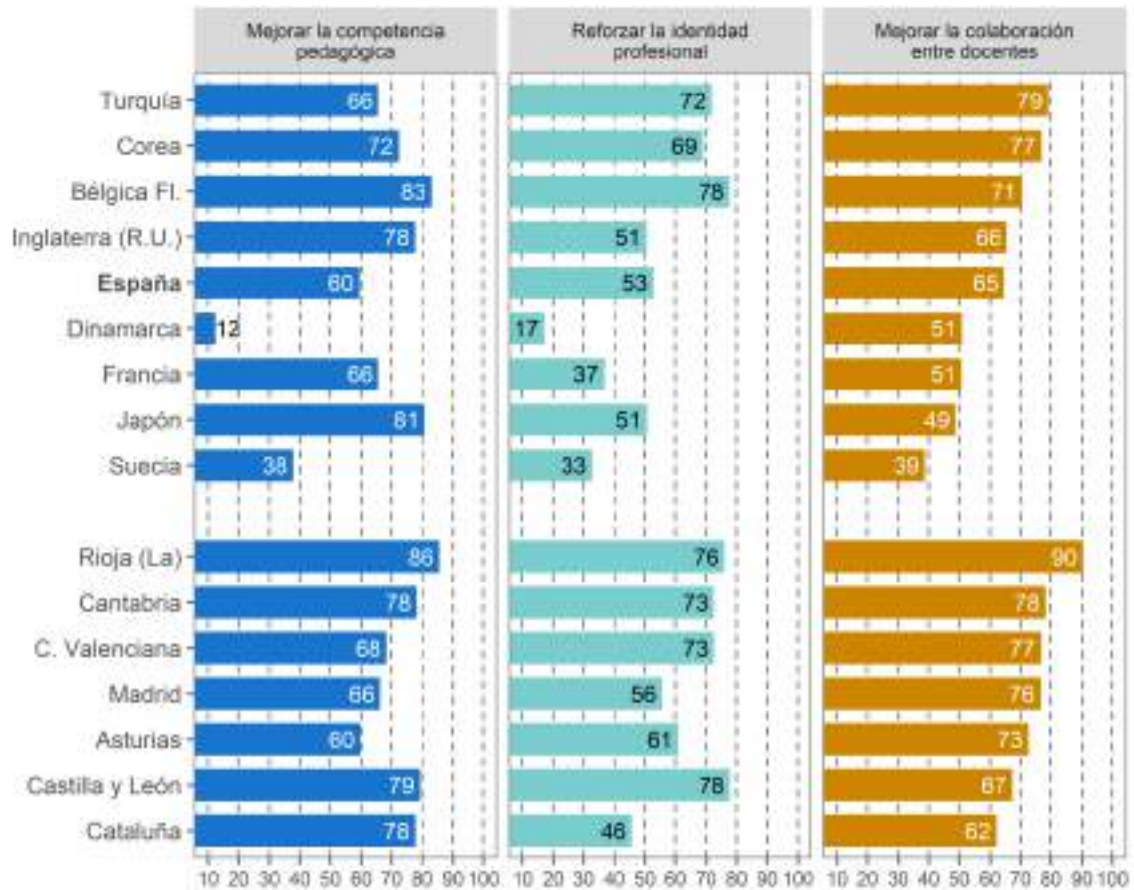 Mejorar la competencia
pedagógica
Reforzar la identidad
profesional
Mejorar la colaboración
entre docentes
Turquía 66 72 79
Corea 72 69 77
Bélgica Fl. 83 78 71
Inglaterra (R.U.) 78 51 66
España 60 53 65
Dinamarca 12 17 51
Francia 66 37 51
Japón 81 51 49
Suecia 38 33 39
Rioja (La) 86 76 90
Cantabria 78 73 78
C. Valenciana 68 73 77
Madrid 66 56 76
Asturias 60 61 73
Castilla y León 79 78 67
Cataluña 78 46 62
10 20 30 40 50 60 70 80 90 100 10 20 30 40 50 60 70 80 90 100 10 20 30 40 50 60 70 80 90 100